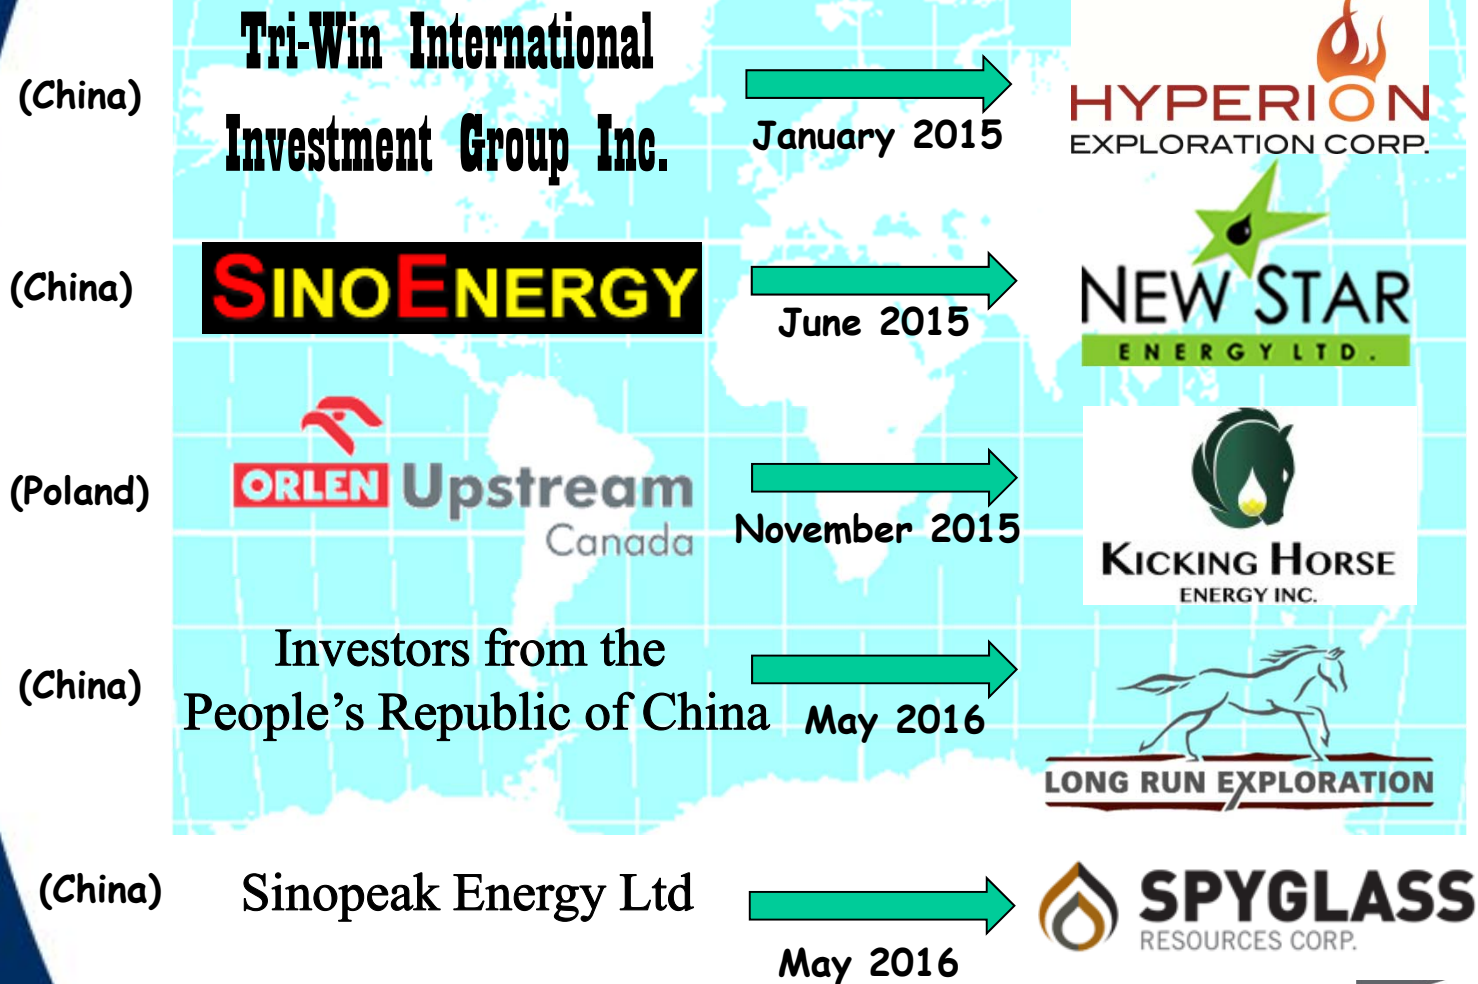 (China)
Tri-Win International
Investment Group Inc.
January 2015
HYPERION
EXPLORATION CORP.
(China)
SINOENERGY
June 2015
NEW STAR
ENERGY LTD.
(Poland)
ORLEN Upstream
Canada
November 2015
KICKING HORSE
ENERGY INC.
(China)
Investors from the
People's Republic of China
May 2016
LONG RUN EXPLORATION
(China)
Sinopeak Energy Ltd
May 2016
SPYGLASS
RESOURCES CORP.